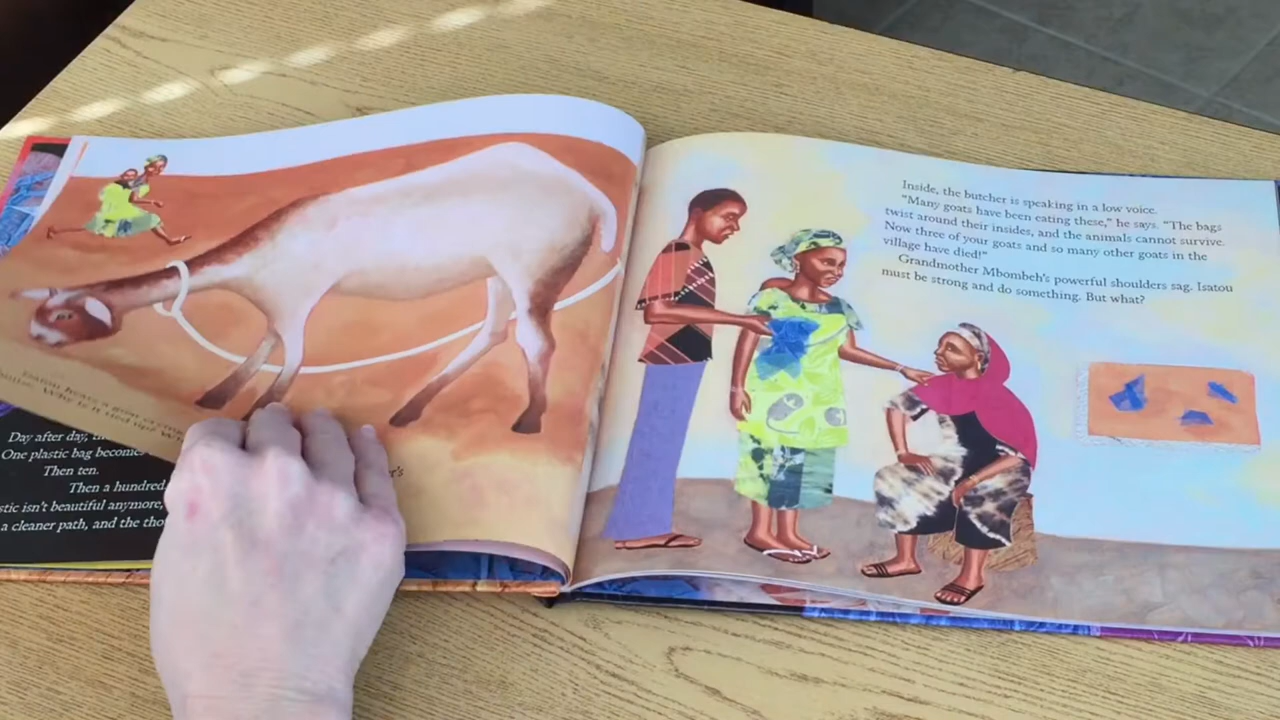 Day after day,
One plastic bag becomes
Then ten.
Then a hundred
stic isn't beautiful anymore,
a cleaner path, and the tho
Inside, the butcher is speaking in a low voice.
"Many goats have been eating these," he says. "The bags
twist around their insides, and the animals cannot survive.
Now three of your goats and so many other goats in the
village have died!"
Grandmother Mbombeh's powerful shoulders sag. Isatou
must be strong and do something. But what?